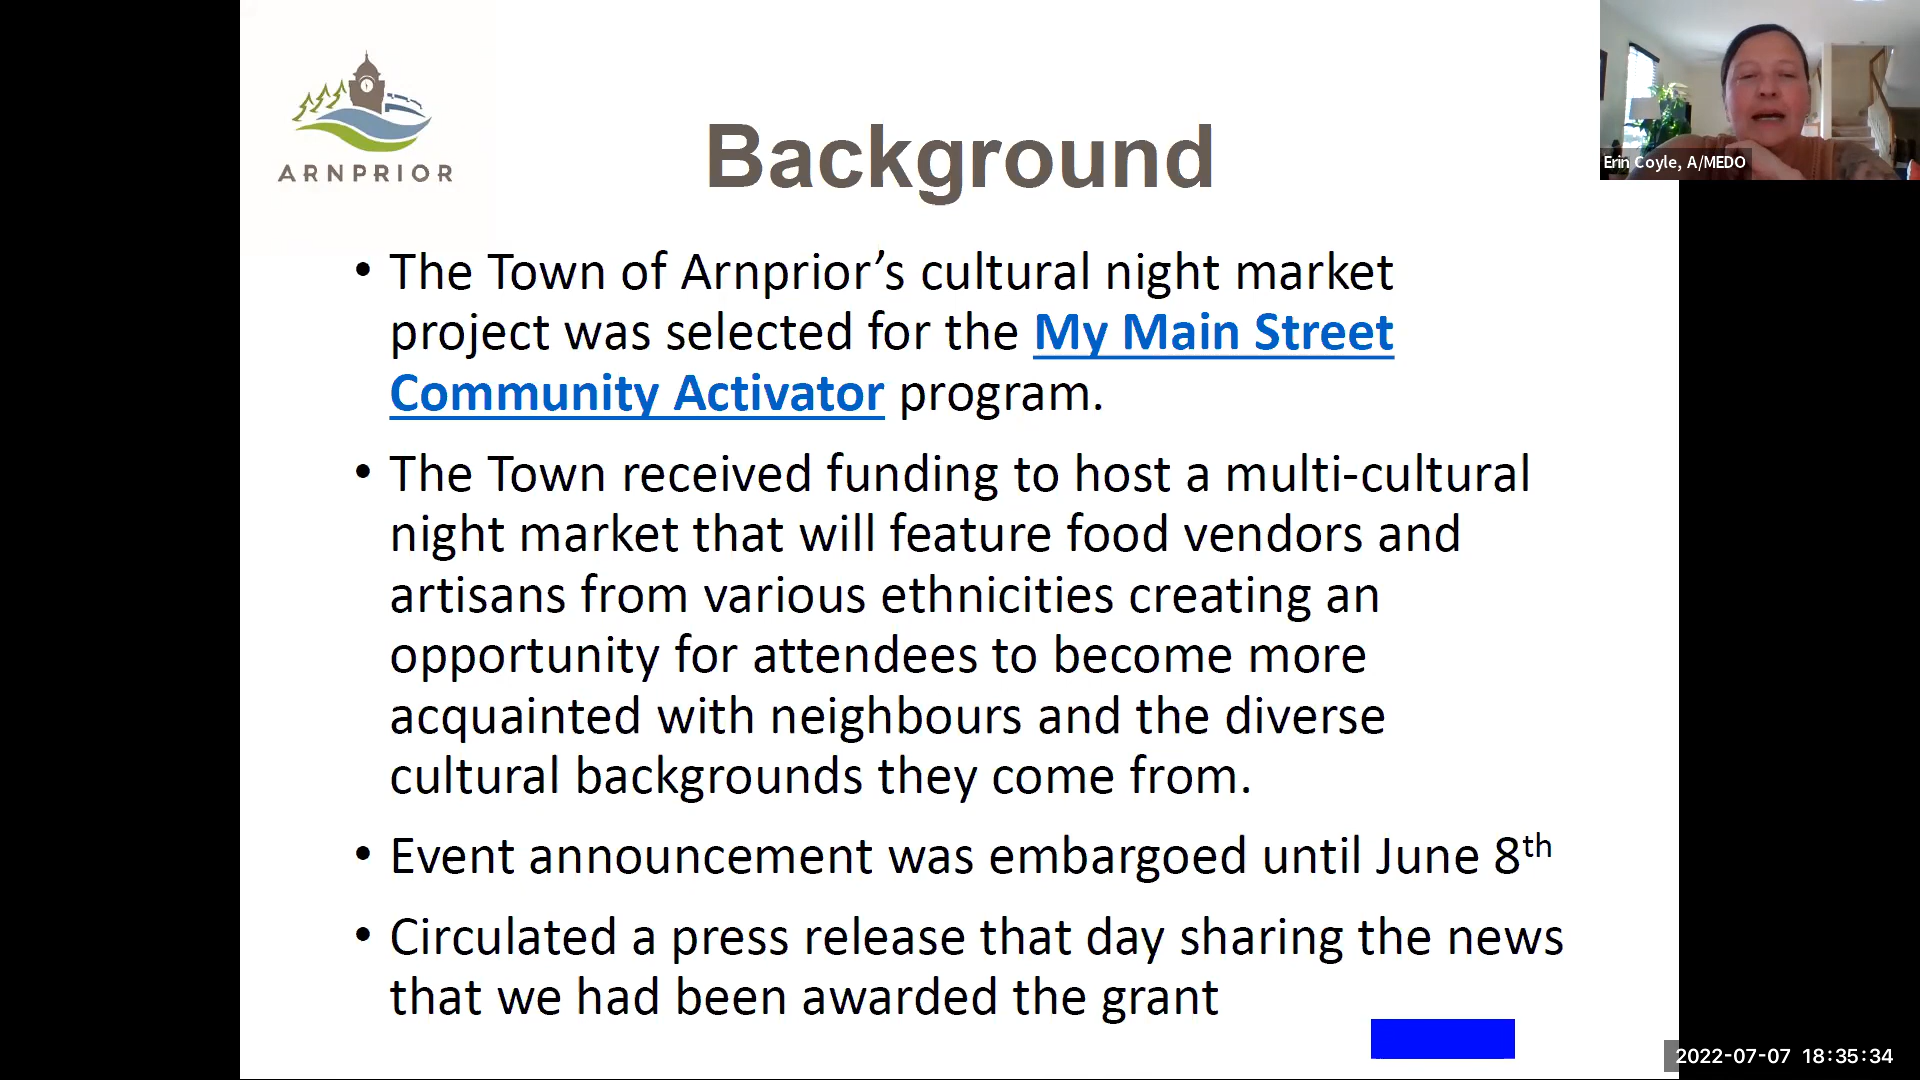 ARNPRIOR
Background
Erin Coyle, A/MEDO
• The Town of Arnprior’s cultural night market
project was selected for the My Main Street
Community Activator program.
• The Town received funding to host a multi-cultural
night market that will feature food vendors and
artisans from various ethnicities creating an
opportunity for attendees to become more
acquainted with neighbours and the diverse
cultural backgrounds they come from.
• Event announcement was embargoed until June 8th
• Circulated a press release that day sharing the news
that we had been awarded the grant
2022-07-07 18:35:34